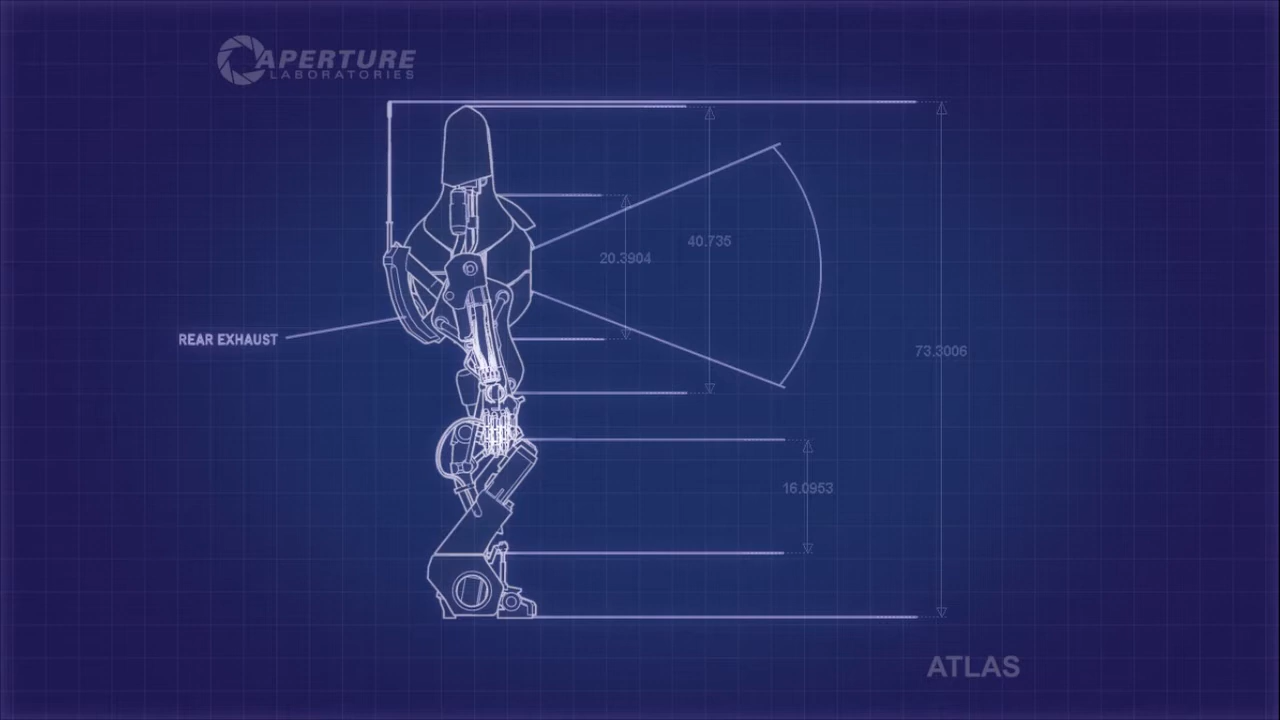 APERTURE
LABORATORIES
40.735
20.3904
REAR EXHAUST
73.3006
16.0953
ATLAS